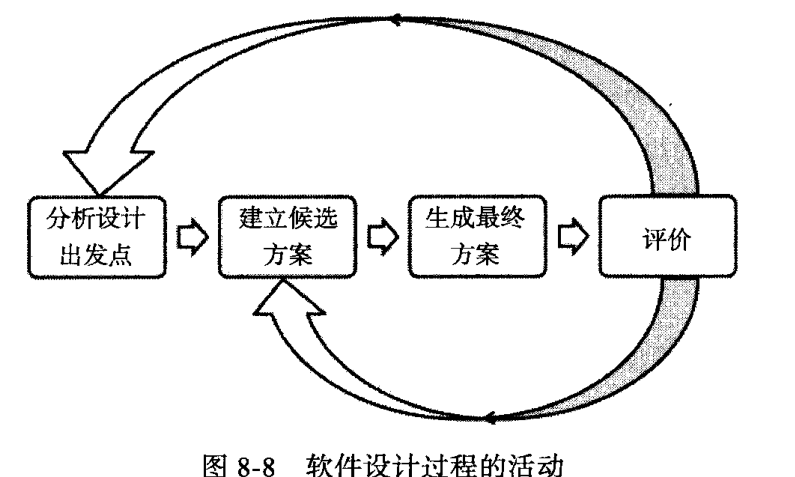 分析设计
出发点
建立候选
方案
生成最终
方案
评价
图 8-8 软件设计过程的活动